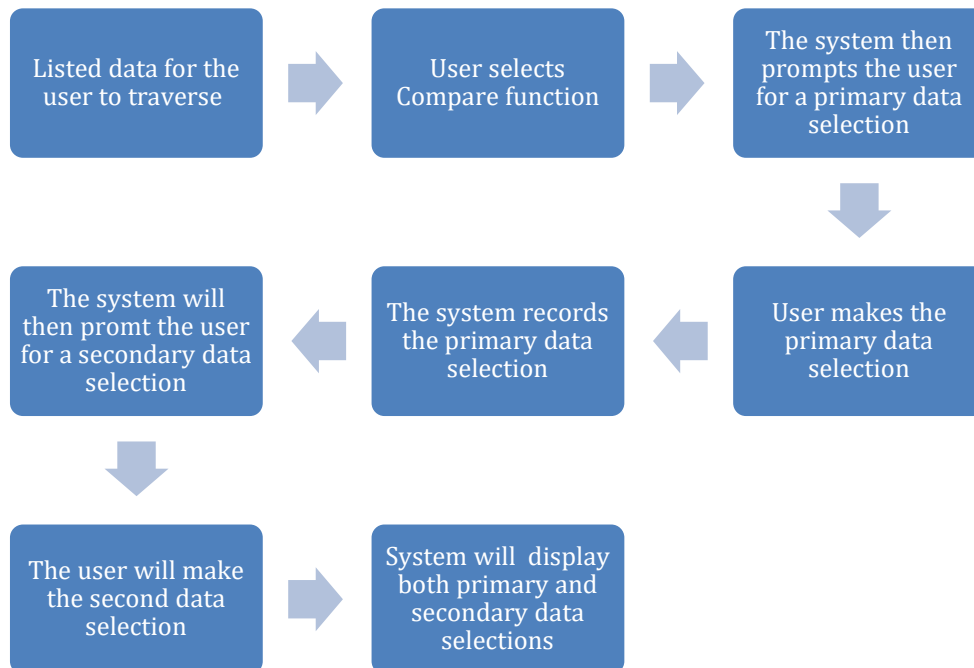 Listed data for the
user to traverse
User selects
Compare function
The system then
prompts the user
for a primary data
selection
User makes the
primary data
selection
The system records
the primary data
selection
The system will
then promt the user
for a secondary data
selection
The user will make
the second data
selection
System will  display
both primary and
secondary data
selections